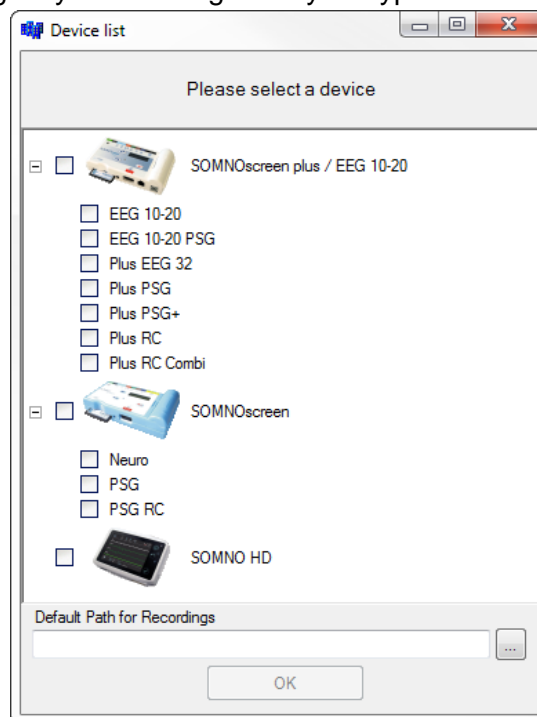 Device list
Please select a device
SOMNOscreen plus / EEG 10-20
EEG 10-20
EEG 10-20 PSG
Plus EEG 32
Plus PSG
Plus PSG+
Plus RC
Plus RC Combi
SOMNOscreen
Neuro
PSG
PSG RC
SOMNO HD
Default Path for Recordings
...
OK